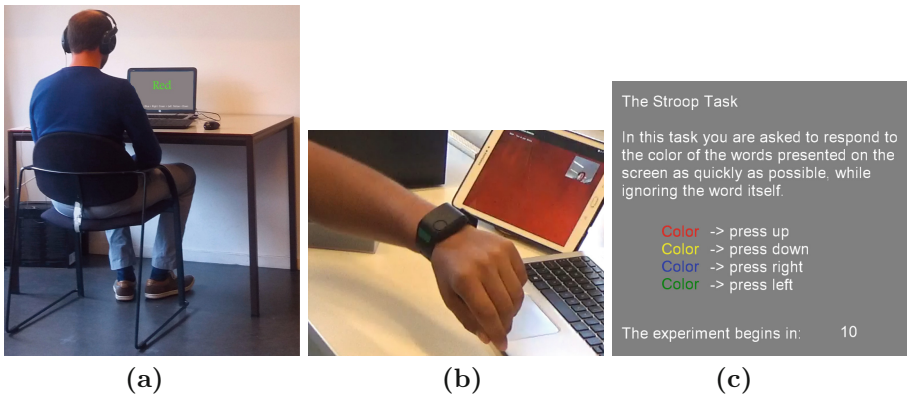 Red
The Stroop Task
In this task you are asked to respond to
the color of the words presented on the
screen as quickly as possible, while
ignoring the word itself.
Color -> press up
Color -> press down
Color -> press right
Color -> press left
The experiment begins in: 10
(a)
(b)
(c)